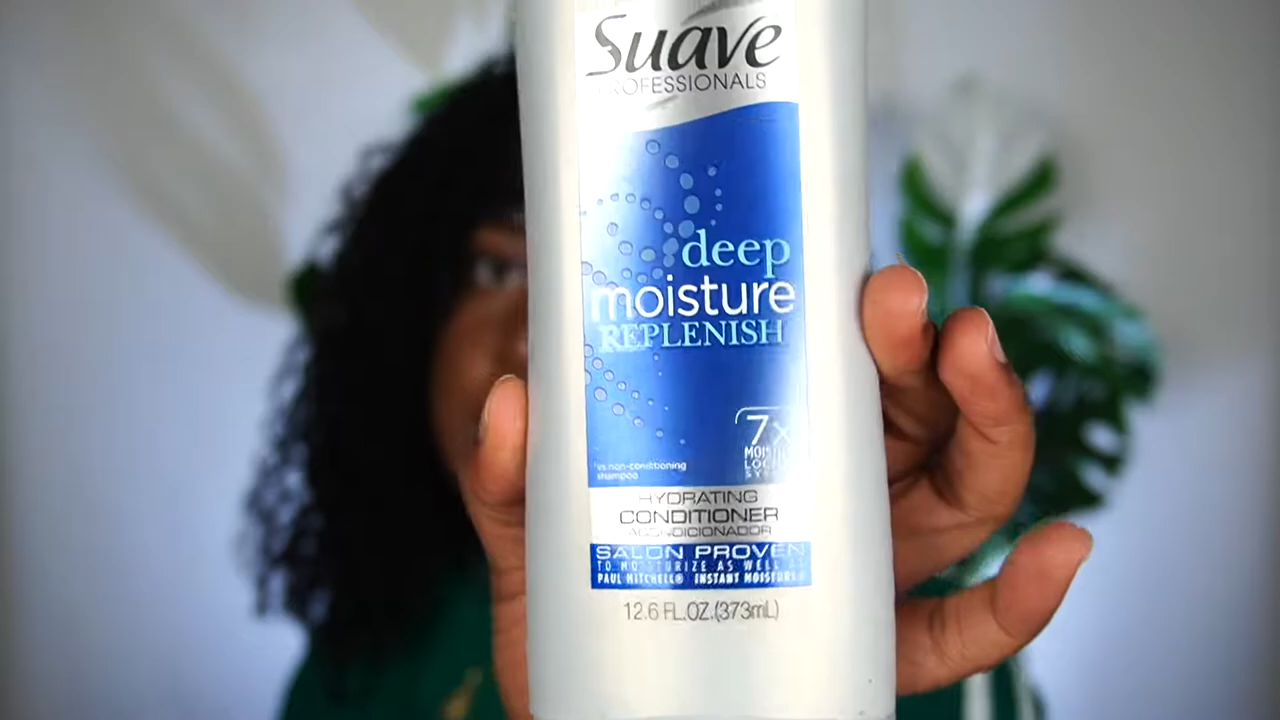 Suave
PROFESSIONALS
deep
moisture
REPLENISH
7x
vs. non-conditioning
shampoo
HYDRATING
CONDITIONER
ACONDICIONADOR
SALON PROVEN
TO MOISTURIZE AS WELL AS
PAUL MITCHELL® INSTANT MOISTURE®
12.6 FL.OZ.(373mL)